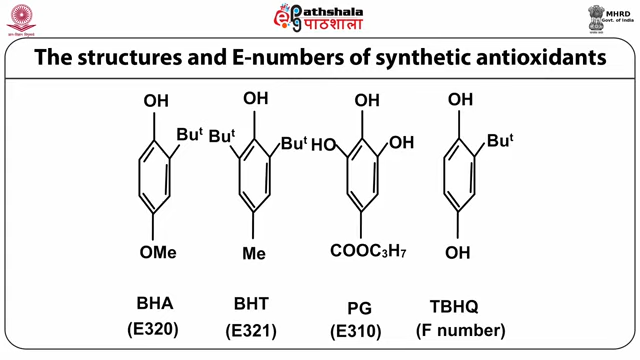 ePathshala
पाठशाला
MHRD
Govt. of India
The structures and E-numbers of synthetic antioxidants
OH
Buᵗ
OMe
BHA
(E320)
OH
Buᵗ
Buᵗ
Me
BHT
(E321)
OH
HO
OH
COOC₃H₇
PG
(E310)
OH
Buᵗ
OH
TBHQ
(F number)